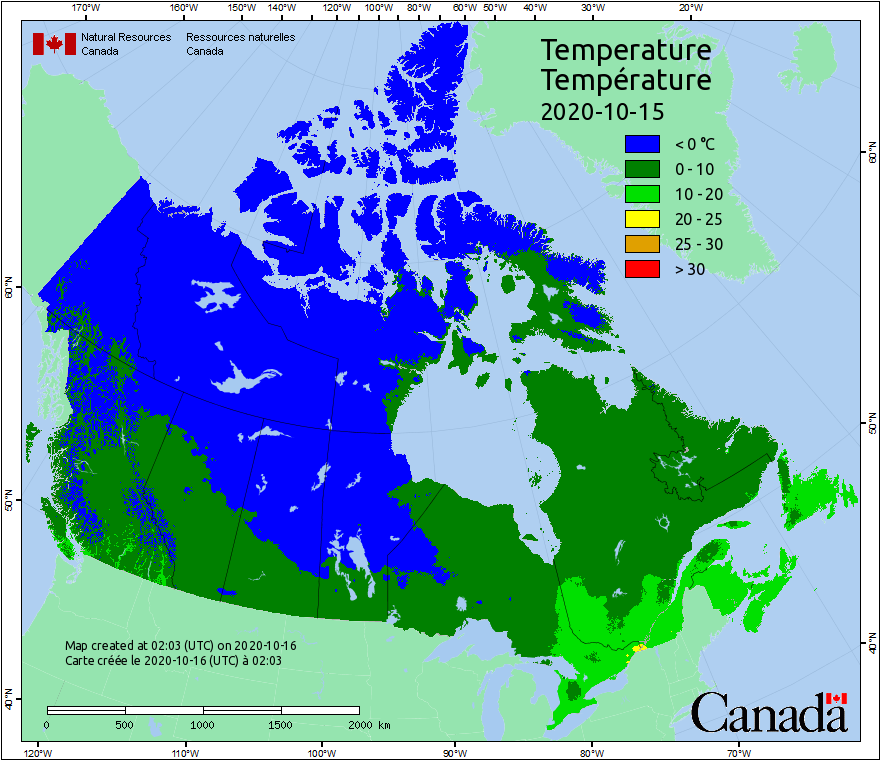 170°W 160°W 150°W 140°W 120°W 100°W 80°W 60°W 50°W 40°W 30°W 20°W
Natural Resources Canada
Ressources naturelles Canada
Temperature
Température
2020-10-15
< 0 °C
0 - 10
10 - 20
20 - 25
25 - 30
> 30
60°N
50°N
40°N
60°N
50°N
40°N
Map created at 02:03 (UTC) on 2020-10-16
Carte créée le 2020-10-16 (UTC) à 02:03
0 500 1000 1500 2000 km
Canada
120°W 110°W 100°W 90°W 80°W 70°W